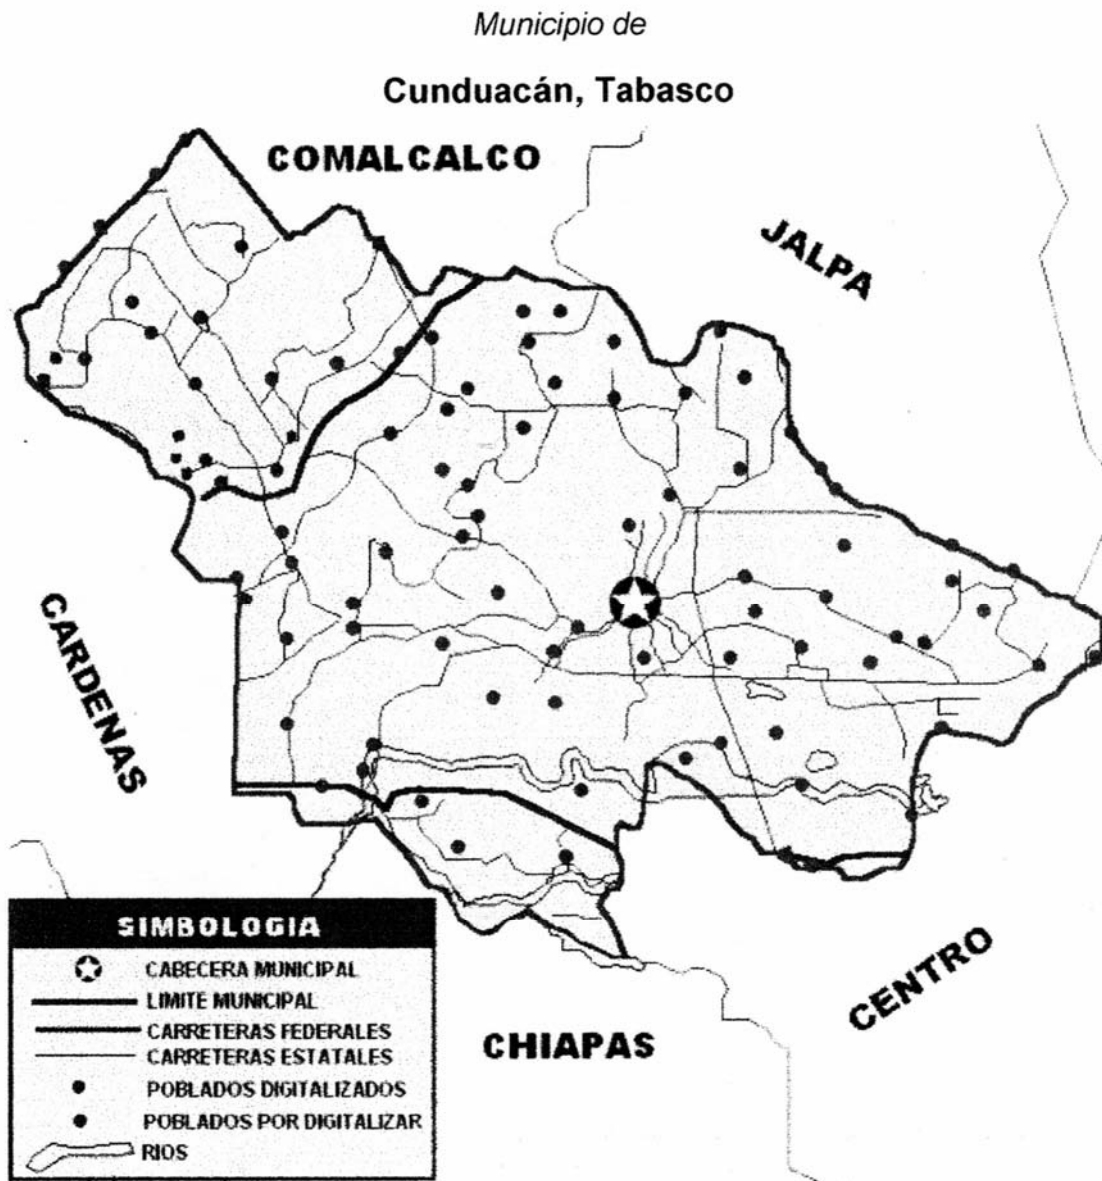 Municipio de
Cunduacán, Tabasco
COMALCALCO
JALPA
CARDENAS
CENTRO
CHIAPAS
SIMBOLOGIA
CABECERA MUNICIPAL
LIMITE MUNICIPAL
CARRETERAS FEDERALES
CARRETERAS ESTATALES
POBLADOS DIGITALIZADOS
POBLADOS POR DIGITALIZAR
RIOS